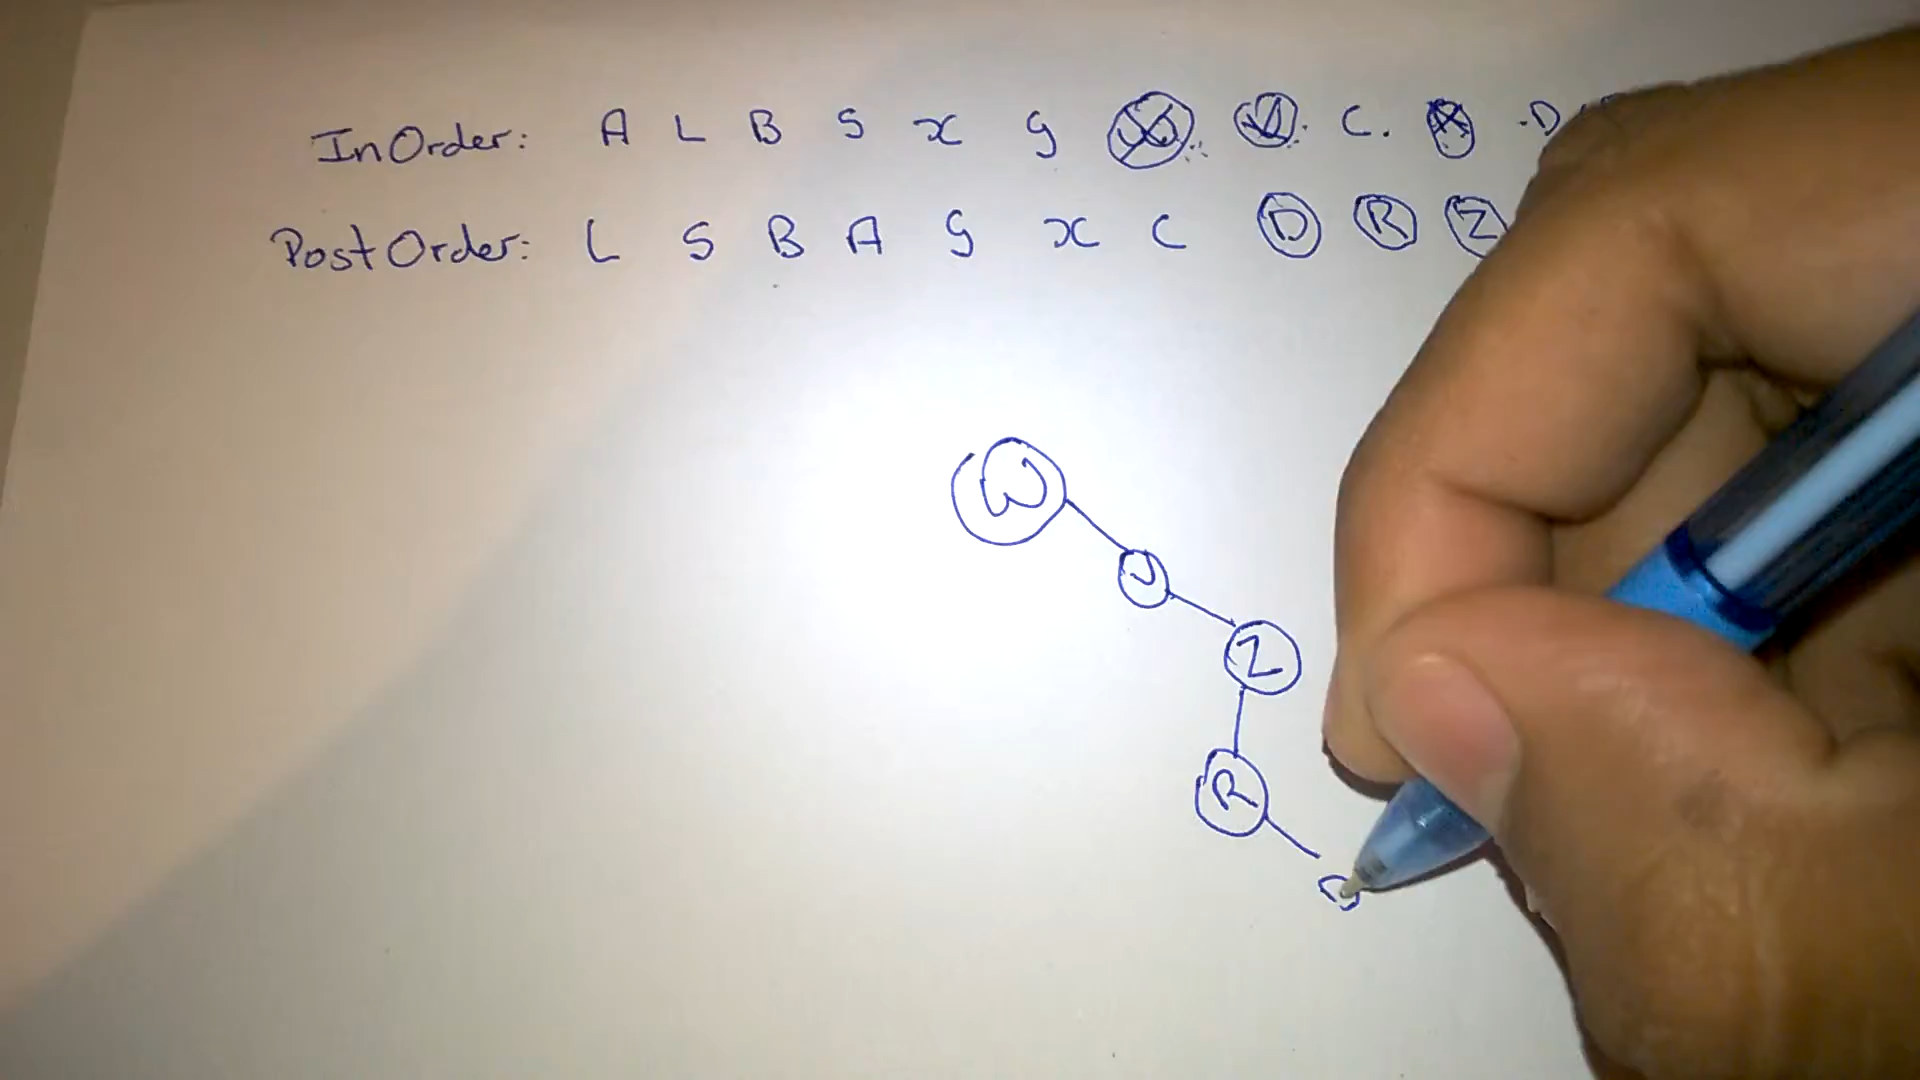 InOrder: A L B S x g W V . C . R . D
PostOrder: L S B A g x C D R Z
W
V
Z
R
D